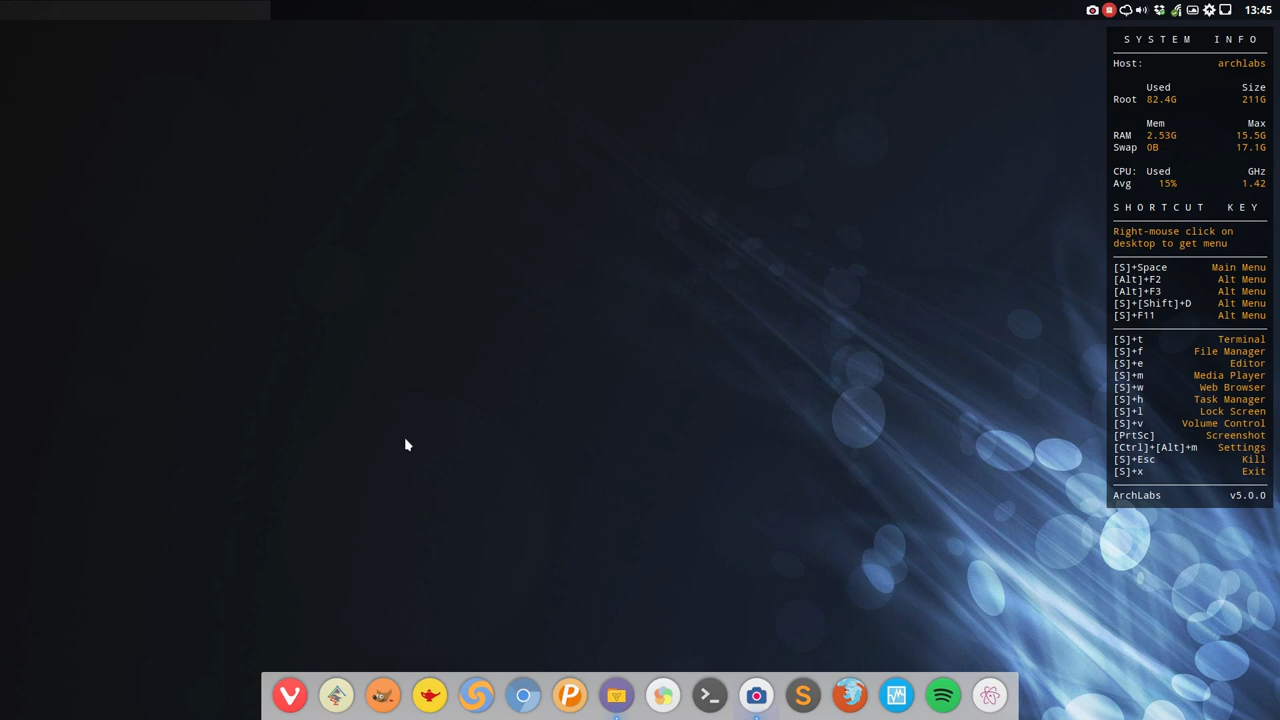 13:45
SYSTEM INFO
Host: archlabs
Used Size
Root 82.4G 211G
Mem Max
RAM 2.53G 15.5G
Swap 0B 17.1G
CPU: Used GHz
Avg 15% 1.42
SHORTCUT KEY
Right-mouse click on
desktop to get menu
[S]+Space Main Menu
[Alt]+F2 Alt Menu
[Alt]+F3 Alt Menu
[S]+[Shift]+D Alt Menu
[S]+F11 Alt Menu
[S]+t Terminal
[S]+f File Manager
[S]+e Editor
[S]+m Media Player
[S]+w Web Browser
[S]+h Task Manager
[S]+l Lock Screen
[S]+v Volume Control
[PrtSc] Screenshot
[Ctrl]+[Alt]+m Settings
[S]+Esc Kill
[S]+x Exit
ArchLabs v5.0.0